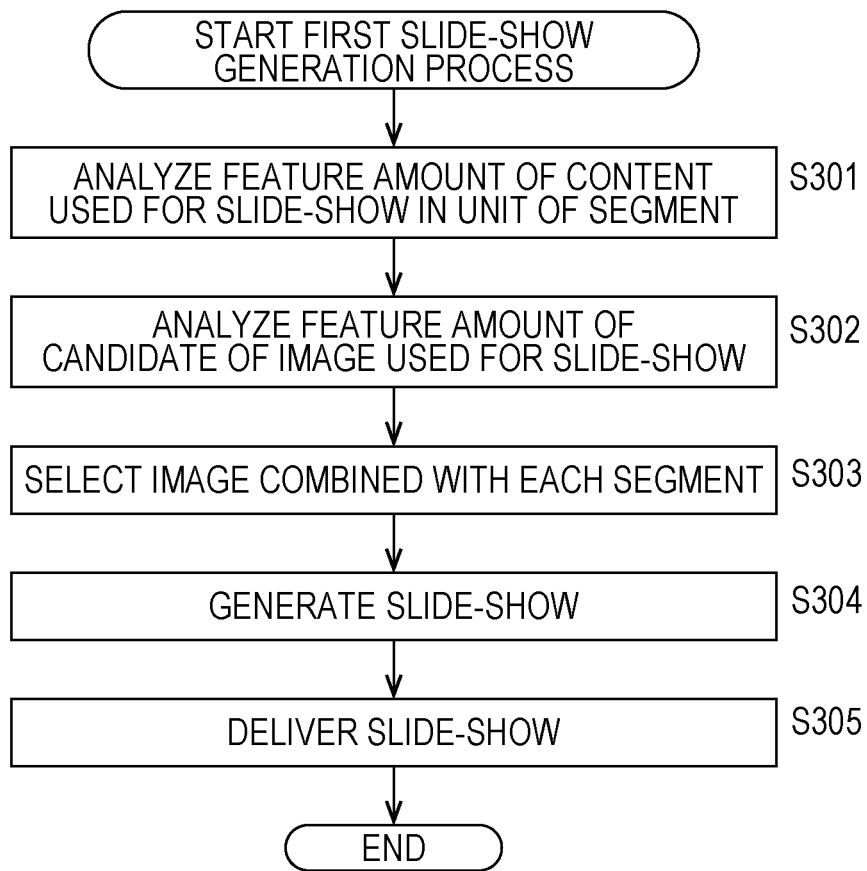 START FIRST SLIDE-SHOW
GENERATION PROCESS
ANALYZE FEATURE AMOUNT OF CONTENT
USED FOR SLIDE-SHOW IN UNIT OF SEGMENT
S301
ANALYZE FEATURE AMOUNT OF
CANDIDATE OF IMAGE USED FOR SLIDE-SHOW
S302
SELECT IMAGE COMBINED WITH EACH SEGMENT
S303
GENERATE SLIDE-SHOW
S304
DELIVER SLIDE-SHOW
S305
END